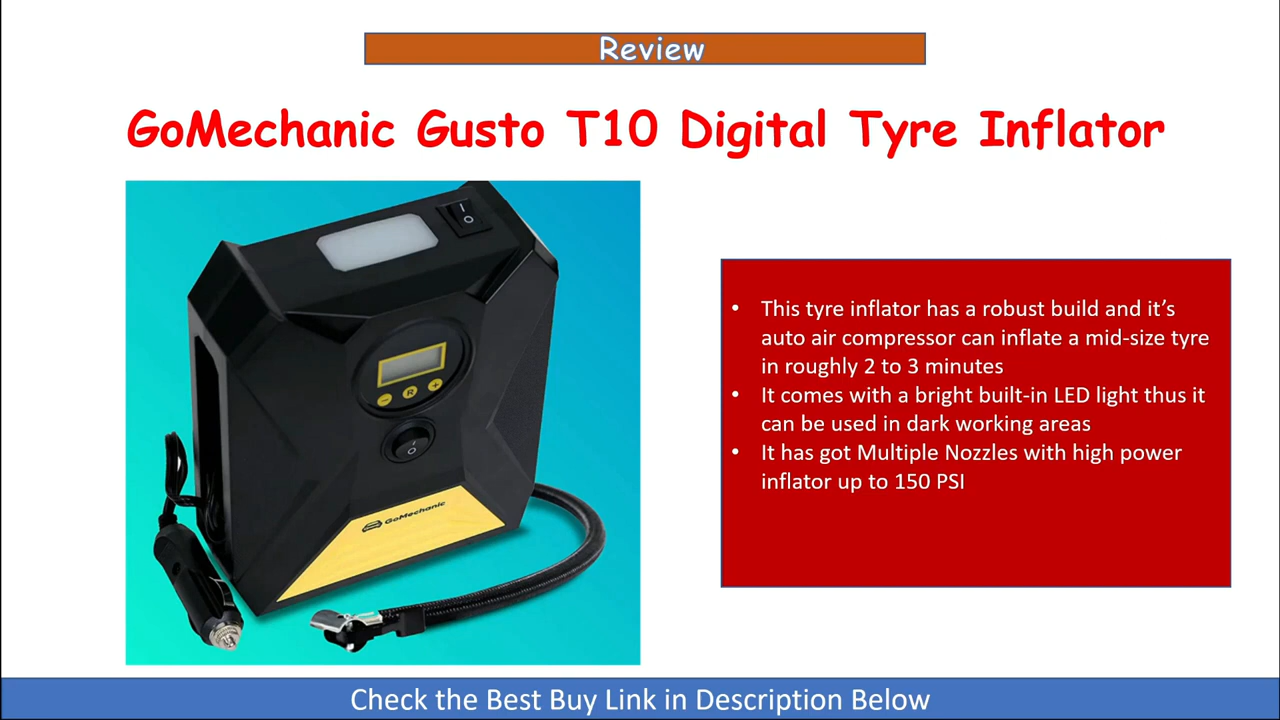 Review
GoMechanic Gusto T10 Digital Tyre Inflator
R
GoMechanic
• This tyre inflator has a robust build and it’s
auto air compressor can inflate a mid-size tyre
in roughly 2 to 3 minutes
• It comes with a bright built-in LED light thus it
can be used in dark working areas
• It has got Multiple Nozzles with high power
inflator up to 150 PSI
Check the Best Buy Link in Description Below